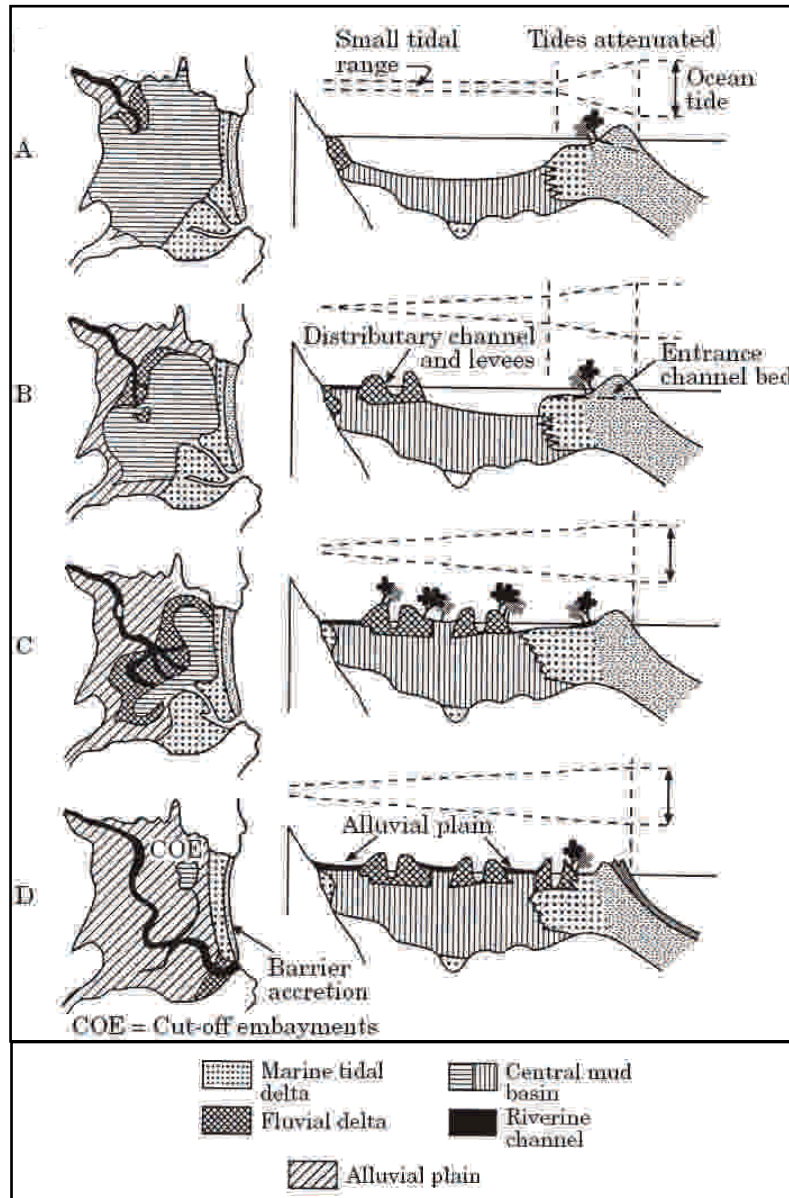 Small tidal
range
Tides attenuated
Ocean
tide
A
Distributary channel
and levees
Entrance
channel bed
B
C
Alluvial plain
COE
D
Barrier
accretion
COE = Cut-off embayments
Marine tidal
delta
Central mud
basin
Fluvial delta
Riverine
channel
Alluvial plain